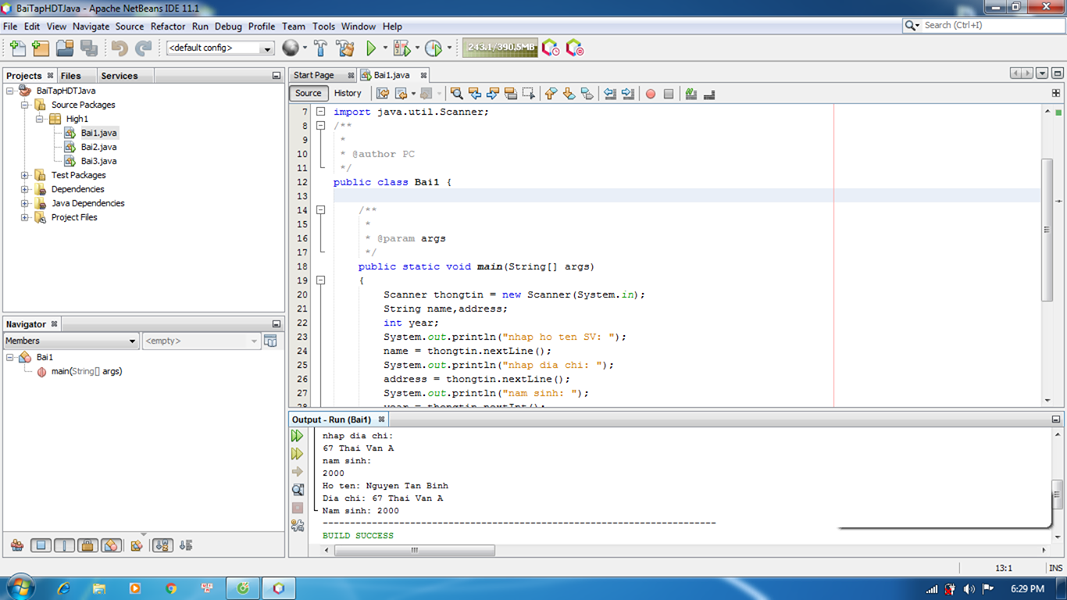 BaiTapHDTJava - Apache NetBeans IDE 11.1
File Edit View Navigate Source Refactor Run Debug Profile Team Tools Window Help
Search (Ctrl+I)
<default config>
243.1/390.5MB
Projects Files Services
BaiTapHDTJava
Source Packages
High1
Bai1.java
Bai2.java
Bai3.java
Test Packages
Dependencies
Java Dependencies
Project Files
Navigator
Members
<empty>
Bai1
main(String[] args)
Start Page Bai1.java
Source History
7 import java.util.Scanner;
8 /**
9 *
10 * @author PC
11 */
12 public class Bai1 {
13
14 /**
15 *
16 * @param args
17 */
18 public static void main(String[] args)
19 {
20 Scanner thongtin = new Scanner(System.in);
21 String name,address;
22 int year;
23 System.out.println("nhap ho ten SV: ");
24 name = thongtin.nextLine();
25 System.out.println("nhap dia chi: ");
26 address = thongtin.nextLine();
27 System.out.println("nam sinh: ");
28 year = thongtin.nextInt();
Output - Run (Bai1)
nhap dia chi:
67 Thai Van A
nam sinh:
2000
Ho ten: Nguyen Tan Binh
Dia chi: 67 Thai Van A
Nam sinh: 2000
------------------------------------------------------------------------
BUILD SUCCESS
13:1 INS
6:29 PM